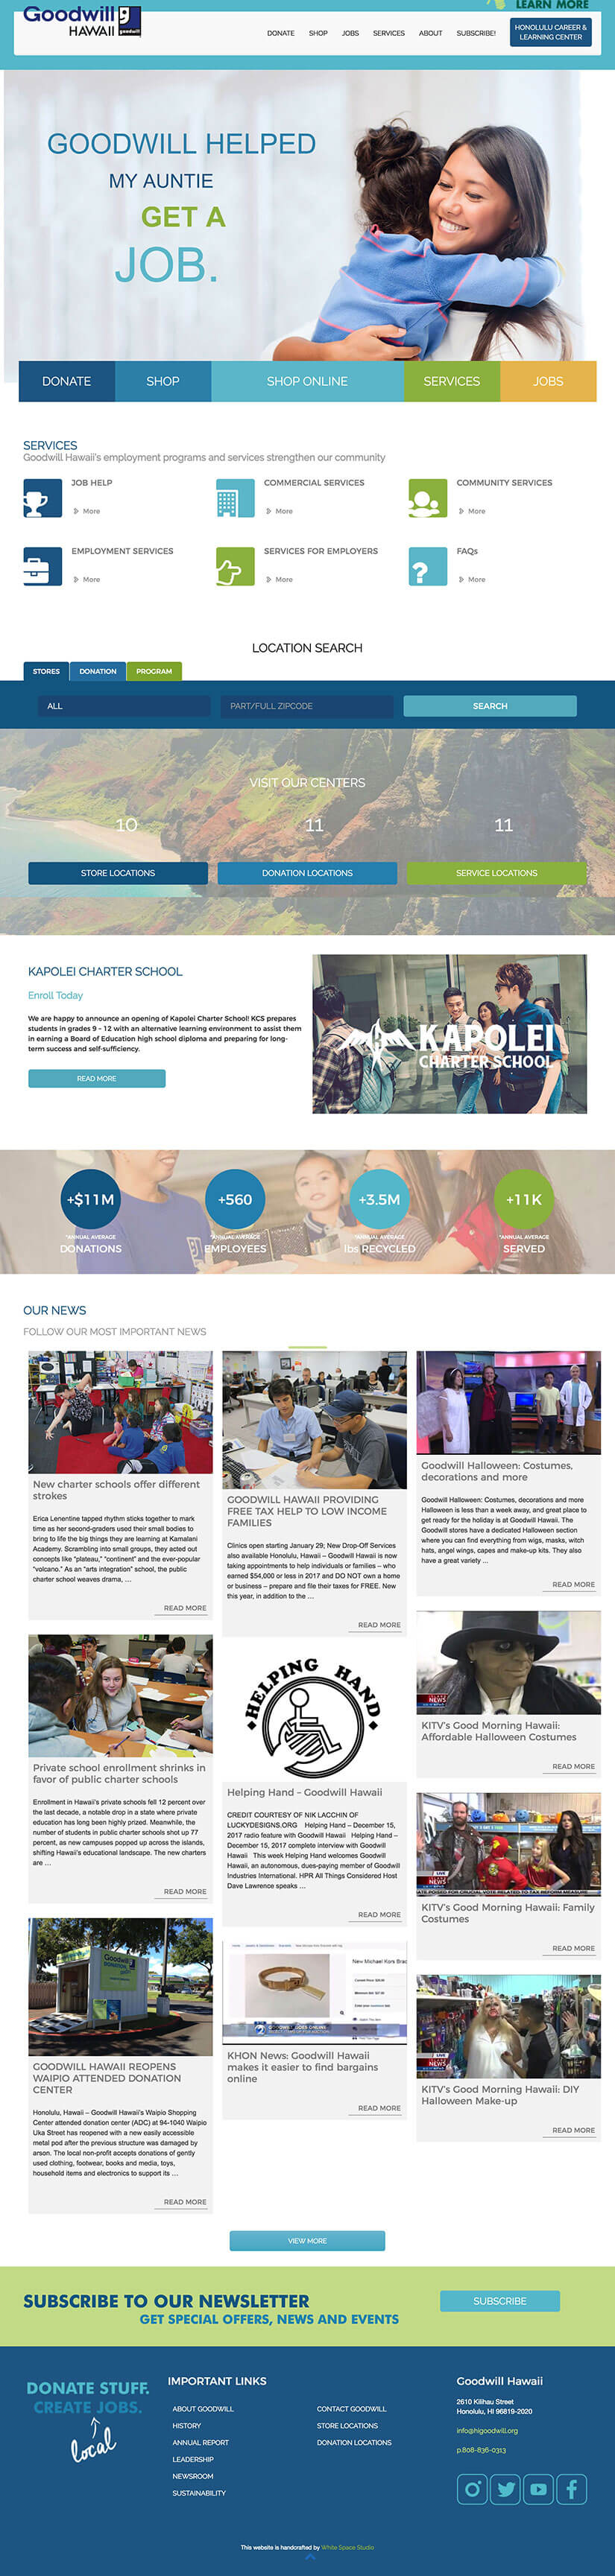 LEARN MORE
Goodwill
HAWAII
goodwill
DONATE SHOP JOBS SERVICES ABOUT SUBSCRIBE!
HONOLULU CAREER &
LEARNING CENTER
GOODWILL HELPED
MY AUNTIE
GET A
JOB.
DONATE SHOP SHOP ONLINE SERVICES JOBS
SERVICES
Goodwill Hawaii's employment programs and services strengthen our community
JOB HELP
More
COMMERCIAL SERVICES
More
COMMUNITY SERVICES
More
EMPLOYMENT SERVICES
More
SERVICES FOR EMPLOYERS
More
FAQs
More
LOCATION SEARCH
STORES DONATION PROGRAM
ALL PART/FULL ZIPCODE SEARCH
VISIT OUR CENTERS
10 11 11
STORE LOCATIONS DONATION LOCATIONS SERVICE LOCATIONS
KAPOLEI CHARTER SCHOOL
Enroll Today
We are happy to announce an opening of Kapolei Charter School! KCS prepares
students in grades 9 - 12 with an alternative learning environment to assist them
in earning a Board of Education high school diploma and preparing for long-
term success and self-sufficiency.
READ MORE
KAPOLEI
CHARTER SCHOOL
+$11M +560 +3.5M +11K
*ANNUAL AVERAGE *ANNUAL AVERAGE *ANNUAL AVERAGE *ANNUAL AVERAGE
DONATIONS EMPLOYEES lbs RECYCLED SERVED
OUR NEWS
FOLLOW OUR MOST IMPORTANT NEWS
New charter schools offer different
strokes
Erica Lenentine tapped rhythm sticks together to mark
time as her second-graders used their small bodies to
bring to life the big things they are learning at Kamalani
Academy. Scrambling into small groups, they acted out
concepts like "plateau," "continent" and the ever-popular
"volcano." As an "arts integration" school, the public
charter school weaves drama, ...
READ MORE
Private school enrollment shrinks in
favor of public charter schools
Enrollment in Hawaii's private schools fell 12 percent over
the last decade, a notable drop in a state where private
education has long been highly prized. Meanwhile, the
number of students in public charter schools shot up 77
percent, as new campuses popped up across the islands,
shifting Hawaii's educational landscape. The new charters
are ...
READ MORE
Goodwill
DONATION
GOODWILL HAWAII REOPENS
WAIPIO ATTENDED DONATION
CENTER
Honolulu, Hawaii – Goodwill Hawaii's Waipio Shopping
Center attended donation center (ADC) at 94-1040 Waipio
Uka Street has reopened with a new easily accessible
metal pod after the previous structure was damaged by
arson. The local non-profit accepts donations of gently
used clothing, footwear, books and media, toys,
household items and electronics to support its ...
READ MORE
GOODWILL HAWAII PROVIDING
FREE TAX HELP TO LOW INCOME
FAMILIES
Clinics open starting January 29; New Drop-Off Services
also available Honolulu, Hawaii – Goodwill Hawaii is now
taking appointments to help individuals or families – who
earned $54,000 or less in 2017 and DO NOT own a home
or business – prepare and file their taxes for FREE. New
this year, in addition to the ...
READ MORE
HELPING HAND
Helping Hand – Goodwill Hawaii
CREDIT COURTESY OF NIK LACCHIN OF
LUCKYDESIGNS.ORG Helping Hand – December 15,
2017 radio feature with Goodwill Hawaii Helping Hand –
December 15, 2017 complete interview with Goodwill
Hawaii This week Helping Hand welcomes Goodwill
Hawaii, an autonomous, dues-paying member of Goodwill
Industries International. HPR All Things Considered Host
Dave Lawrence speaks ...
READ MORE
New Michael Kors Brac
KHON News: Goodwill Hawaii
makes it easier to find bargains
online
READ MORE
Goodwill Halloween: Costumes,
decorations and more
Goodwill Halloween: Costumes, decorations and more
Halloween is less than a week away, and great place to
get ready for the holiday is at Goodwill Hawaii. The
Goodwill stores have a dedicated Halloween section
where you can find everything from wigs, masks, witch
hats, angel wings, capes and make-up kits. They also
have a great variety ...
READ MORE
NEWS
KITV's Good Morning Hawaii:
Affordable Halloween Costumes
READ MORE
LIVE
NEWS
KITV's Good Morning Hawaii: Family
Costumes
READ MORE
LIVE
NEWS
KITV's Good Morning Hawaii: DIY
Halloween Make-up
READ MORE
VIEW MORE
SUBSCRIBE TO OUR NEWSLETTER
GET SPECIAL OFFERS, NEWS AND EVENTS
SUBSCRIBE
DONATE STUFF.
CREATE JOBS.
local
IMPORTANT LINKS
ABOUT GOODWILL
HISTORY
ANNUAL REPORT
LEADERSHIP
NEWSROOM
SUSTAINABILITY
CONTACT GOODWILL
STORE LOCATIONS
DONATION LOCATIONS
Goodwill Hawaii
2610 Kilihau Street
Honolulu, HI 96819-2020
info@higoodwill.org
p.808-836-0313
This website is handcrafted by White Space Studio